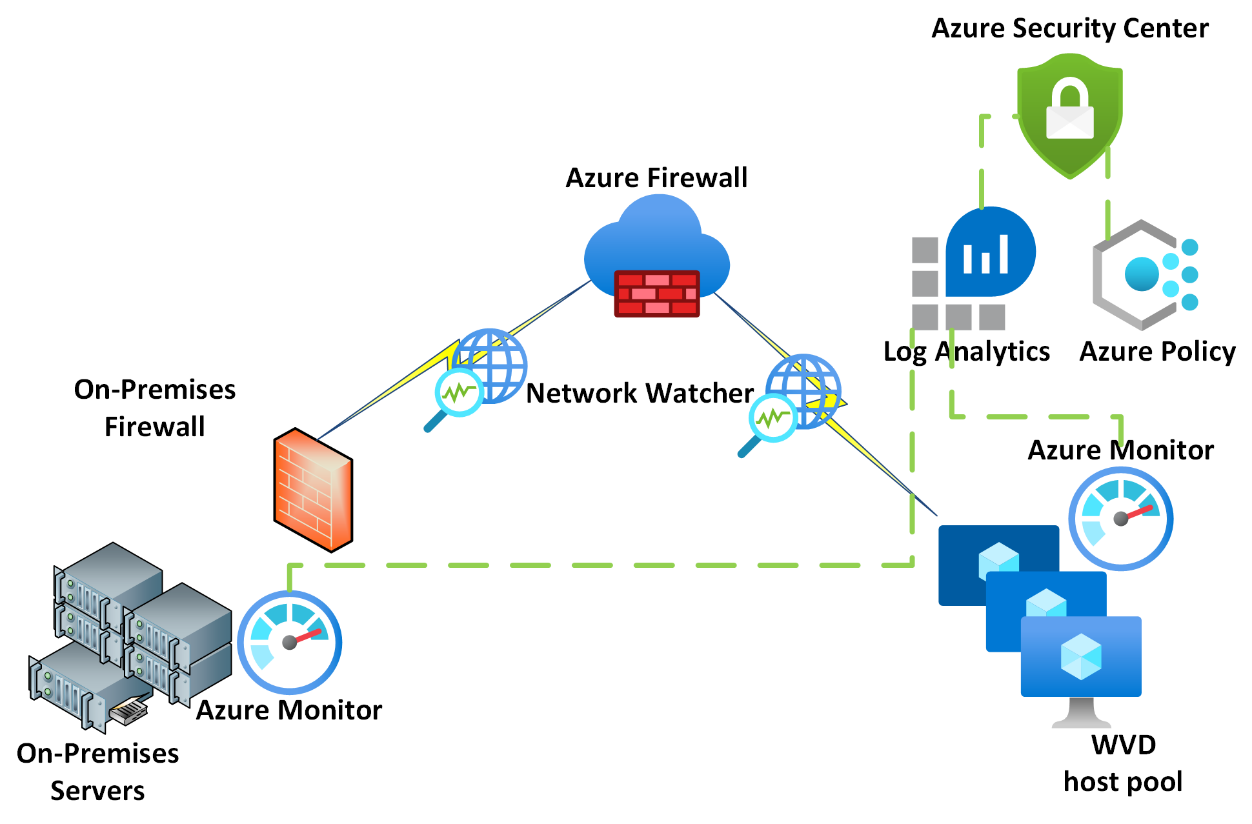 Azure Security Center
Azure Firewall
Log Analytics
Azure Policy
On-Premises
Firewall
Network Watcher
Azure Monitor
Azure Monitor
On-Premises
Servers
WVD
host pool